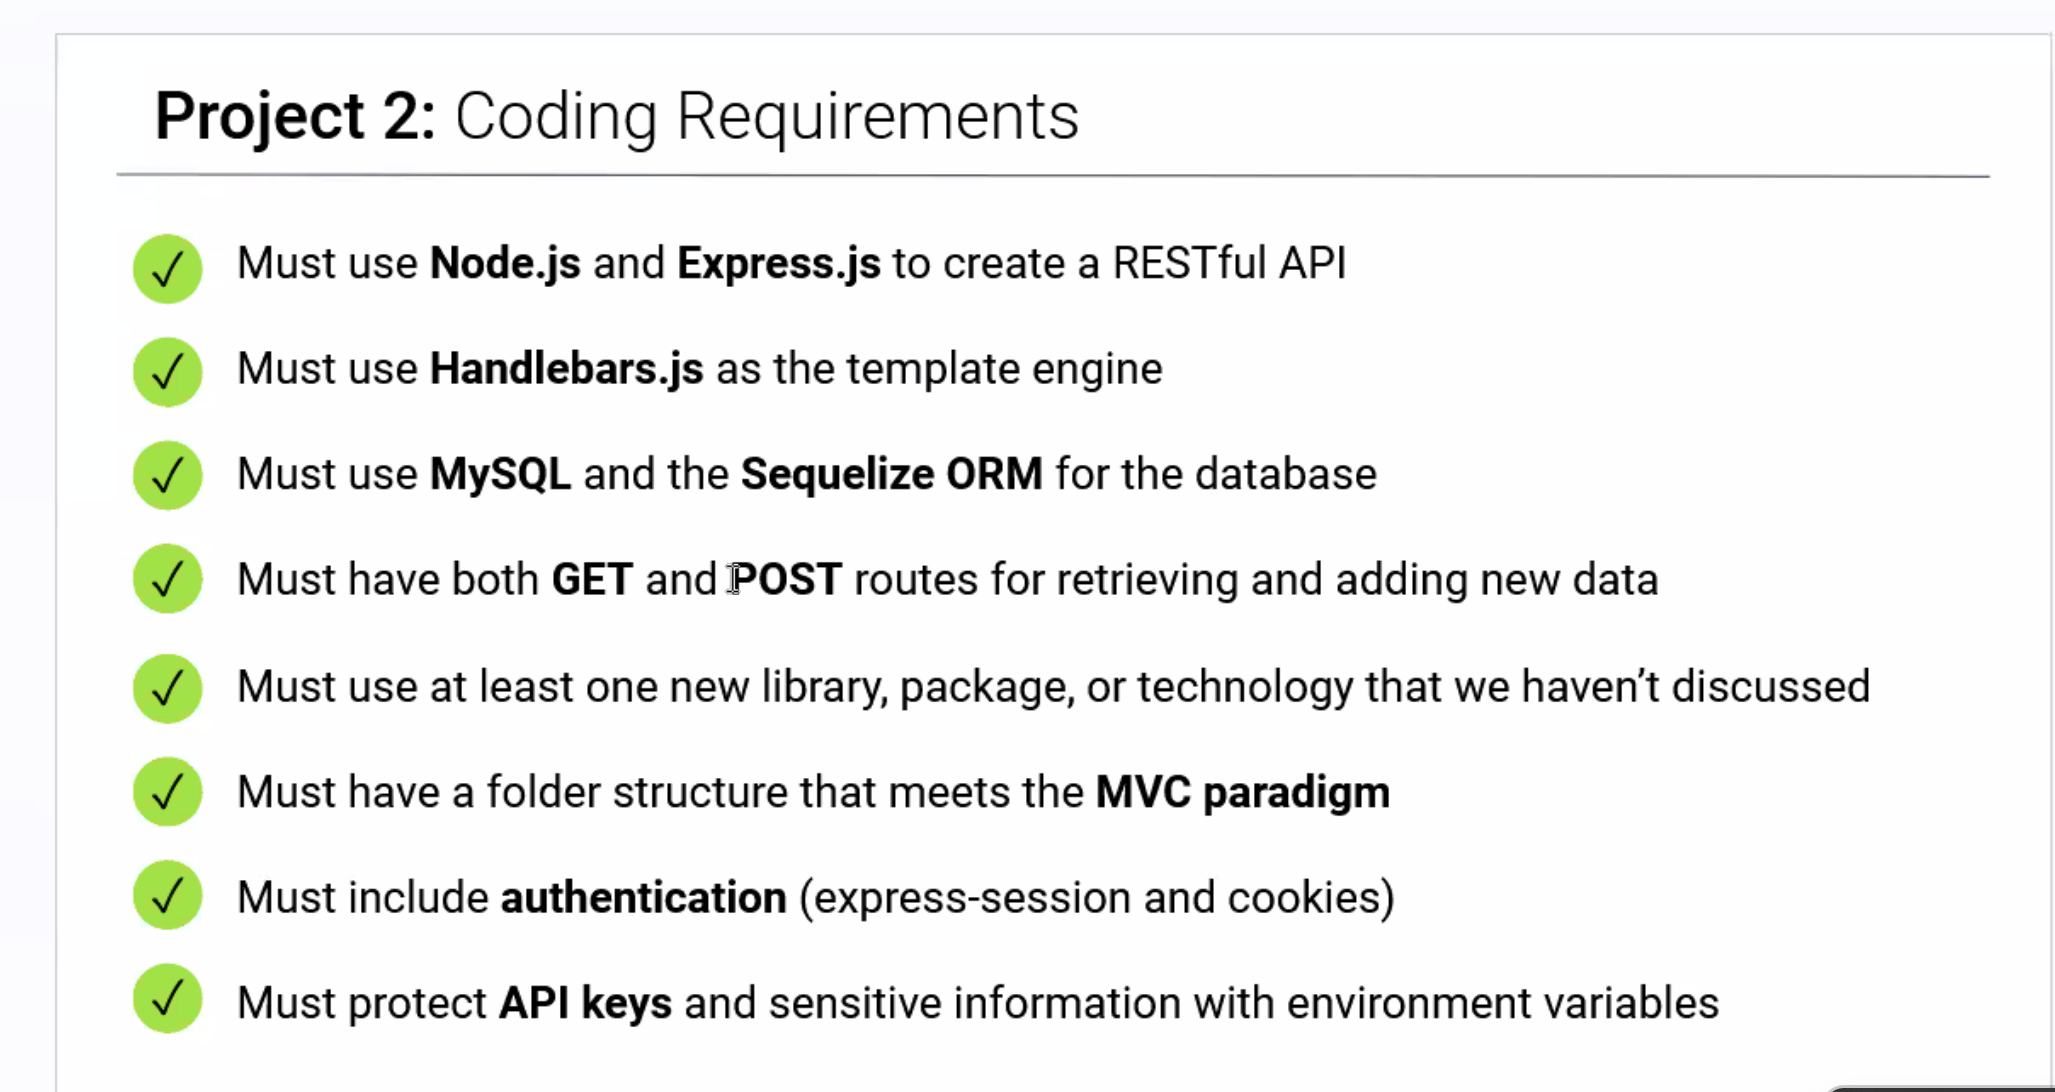 Project 2: Coding Requirements
✓ Must use Node.js and Express.js to create a RESTful API
✓ Must use Handlebars.js as the template engine
✓ Must use MySQL and the Sequelize ORM for the database
✓ Must have both GET and POST routes for retrieving and adding new data
✓ Must use at least one new library, package, or technology that we haven’t discussed
✓ Must have a folder structure that meets the MVC paradigm
✓ Must include authentication (express-session and cookies)
✓ Must protect API keys and sensitive information with environment variables